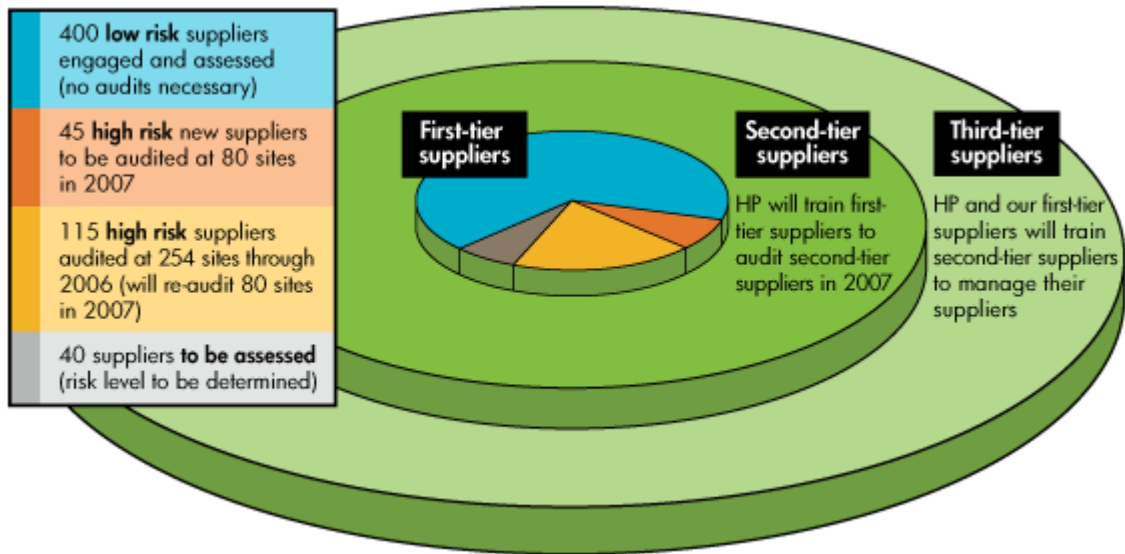 400 low risk suppliers
engaged and assessed
(no audits necessary)
45 high risk new suppliers
to be audited at 80 sites
in 2007
115 high risk suppliers
audited at 254 sites through
2006 (will re-audit 80 sites
in 2007)
40 suppliers to be assessed
(risk level to be determined)
First-tier
suppliers
Second-tier
suppliers
HP will train first-
tier suppliers to
audit second-tier
suppliers in 2007
Third-tier
suppliers
HP and our first-tier
suppliers will train
second-tier suppliers
to manage their
suppliers